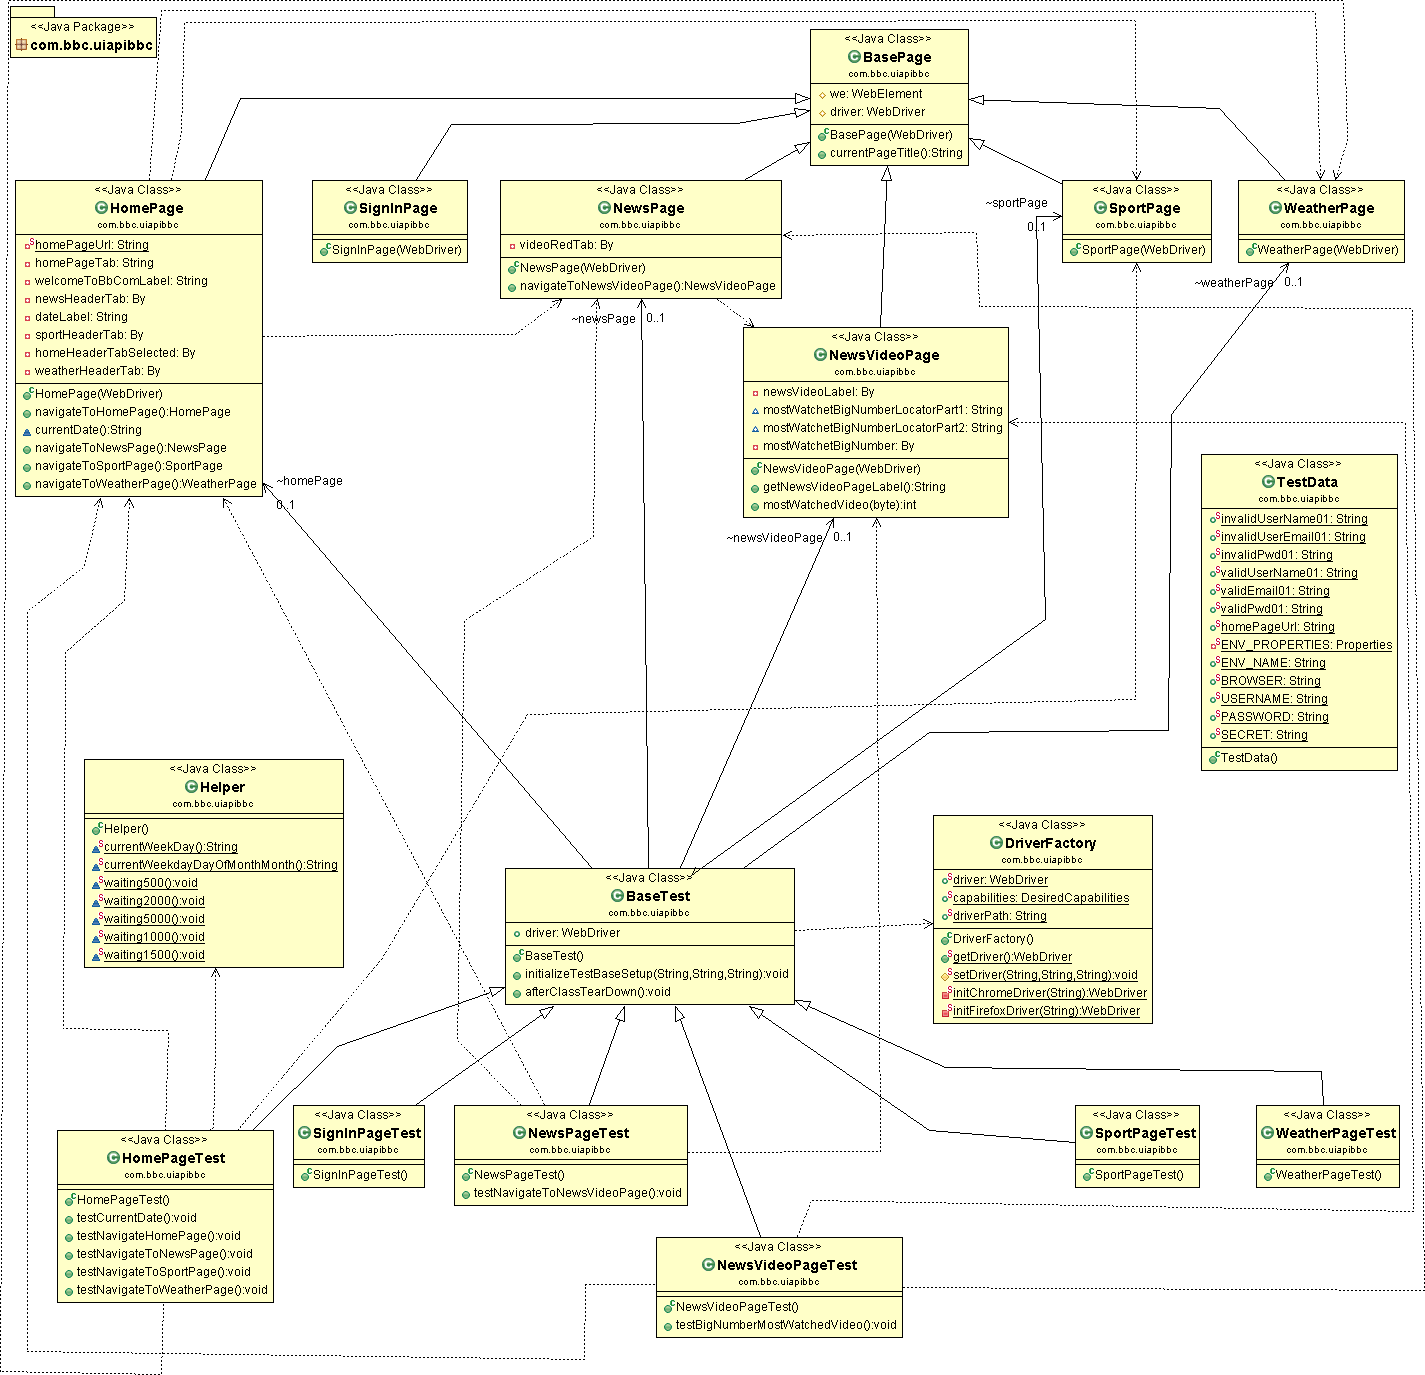 <<Java Package>>
com.bbc.uiapibbc
<<Java Class>>
BasePage
com.bbc.uiapibbc
we: WebElement
driver: WebDriver
BasePage(WebDriver)
currentPageTitle():String
<<Java Class>>
HomePage
com.bbc.uiapibbc
homePageUrl: String
homePageTab: String
welcomeToBbComLabel: String
newsHeaderTab: By
dateLabel: String
sportHeaderTab: By
homeHeaderTabSelected: By
weatherHeaderTab: By
HomePage(WebDriver)
navigateToHomePage():HomePage
currentDate():String
navigateToNewsPage():NewsPage
navigateToSportPage():SportPage
navigateToWeatherPage():WeatherPage
<<Java Class>>
SignInPage
com.bbc.uiapibbc
SignInPage(WebDriver)
<<Java Class>>
NewsPage
com.bbc.uiapibbc
videoRedTab: By
NewsPage(WebDriver)
navigateToNewsVideoPage():NewsVideoPage
<<Java Class>>
SportPage
com.bbc.uiapibbc
SportPage(WebDriver)
<<Java Class>>
WeatherPage
com.bbc.uiapibbc
WeatherPage(WebDriver)
~sportPage
0..1
~weatherPage
0..1
~newsPage
0..1
<<Java Class>>
NewsVideoPage
com.bbc.uiapibbc
newsVideoLabel: By
mostWatchetBigNumberLocatorPart1: String
mostWatchetBigNumberLocatorPart2: String
mostWatchetBigNumber: By
NewsVideoPage(WebDriver)
getNewsVideoPageLabel():String
mostWatchedVideo(byte):int
~homePage
0..1
~newsVideoPage
0..1
<<Java Class>>
TestData
com.bbc.uiapibbc
invalidUserName01: String
invalidUserEmail01: String
invalidPwd01: String
validUserName01: String
validEmail01: String
validPwd01: String
homePageUrl: String
ENV_PROPERTIES: Properties
ENV_NAME: String
BROWSER: String
USERNAME: String
PASSWORD: String
SECRET: String
TestData()
<<Java Class>>
Helper
com.bbc.uiapibbc
Helper()
currentWeekDay():String
currentWeekdayDayOfMonthMonth():String
waiting500():void
waiting2000():void
waiting5000():void
waiting1000():void
waiting1500():void
<<Java Class>>
BaseTest
com.bbc.uiapibbc
driver: WebDriver
BaseTest()
initializeTestBaseSetup(String,String,String):void
afterClassTearDown():void
<<Java Class>>
DriverFactory
com.bbc.uiapibbc
driver: WebDriver
capabilities: DesiredCapabilities
driverPath: String
DriverFactory()
getDriver():WebDriver
setDriver(String,String,String):void
initChromeDriver(String):WebDriver
initFirefoxDriver(String):WebDriver
<<Java Class>>
HomePageTest
com.bbc.uiapibbc
HomePageTest()
testCurrentDate():void
testNavigateHomePage():void
testNavigateToNewsPage():void
testNavigateToSportPage():void
testNavigateToWeatherPage():void
<<Java Class>>
SignInPageTest
com.bbc.uiapibbc
SignInPageTest()
<<Java Class>>
NewsPageTest
com.bbc.uiapibbc
NewsPageTest()
testNavigateToNewsVideoPage():void
<<Java Class>>
SportPageTest
com.bbc.uiapibbc
SportPageTest()
<<Java Class>>
WeatherPageTest
com.bbc.uiapibbc
WeatherPageTest()
<<Java Class>>
NewsVideoPageTest
com.bbc.uiapibbc
NewsVideoPageTest()
testBigNumberMostWatchedVideo():void